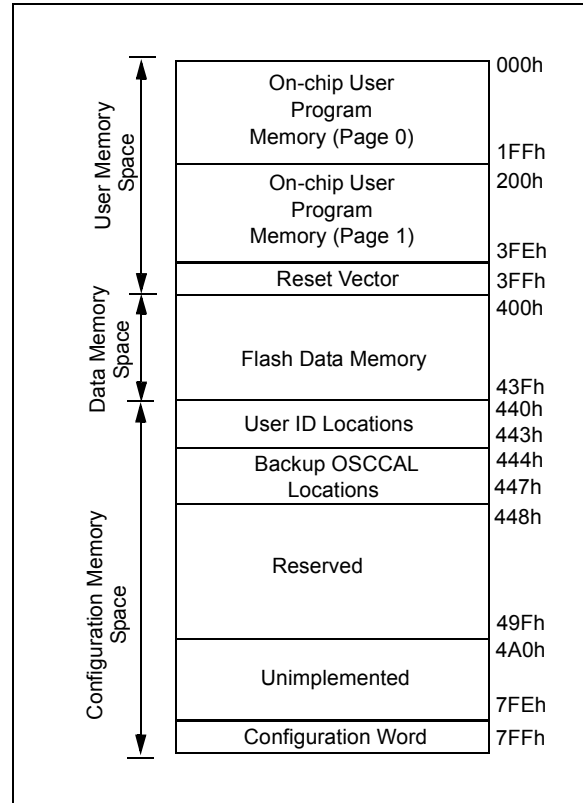 000h
On-chip User
Program
Memory (Page 0)
1FFh
200h
On-chip User
Program
Memory (Page 1)
3FEh
Reset Vector
3FFh
400h
Flash Data Memory
43Fh
440h
User ID Locations
443h
Backup OSCCAL
444h
Locations
447h
448h
Reserved
49Fh
4A0h
Unimplemented
7FEh
Configuration Word
7FFh
User Memory
Space
Data Memory
Space
Configuration Memory
Space